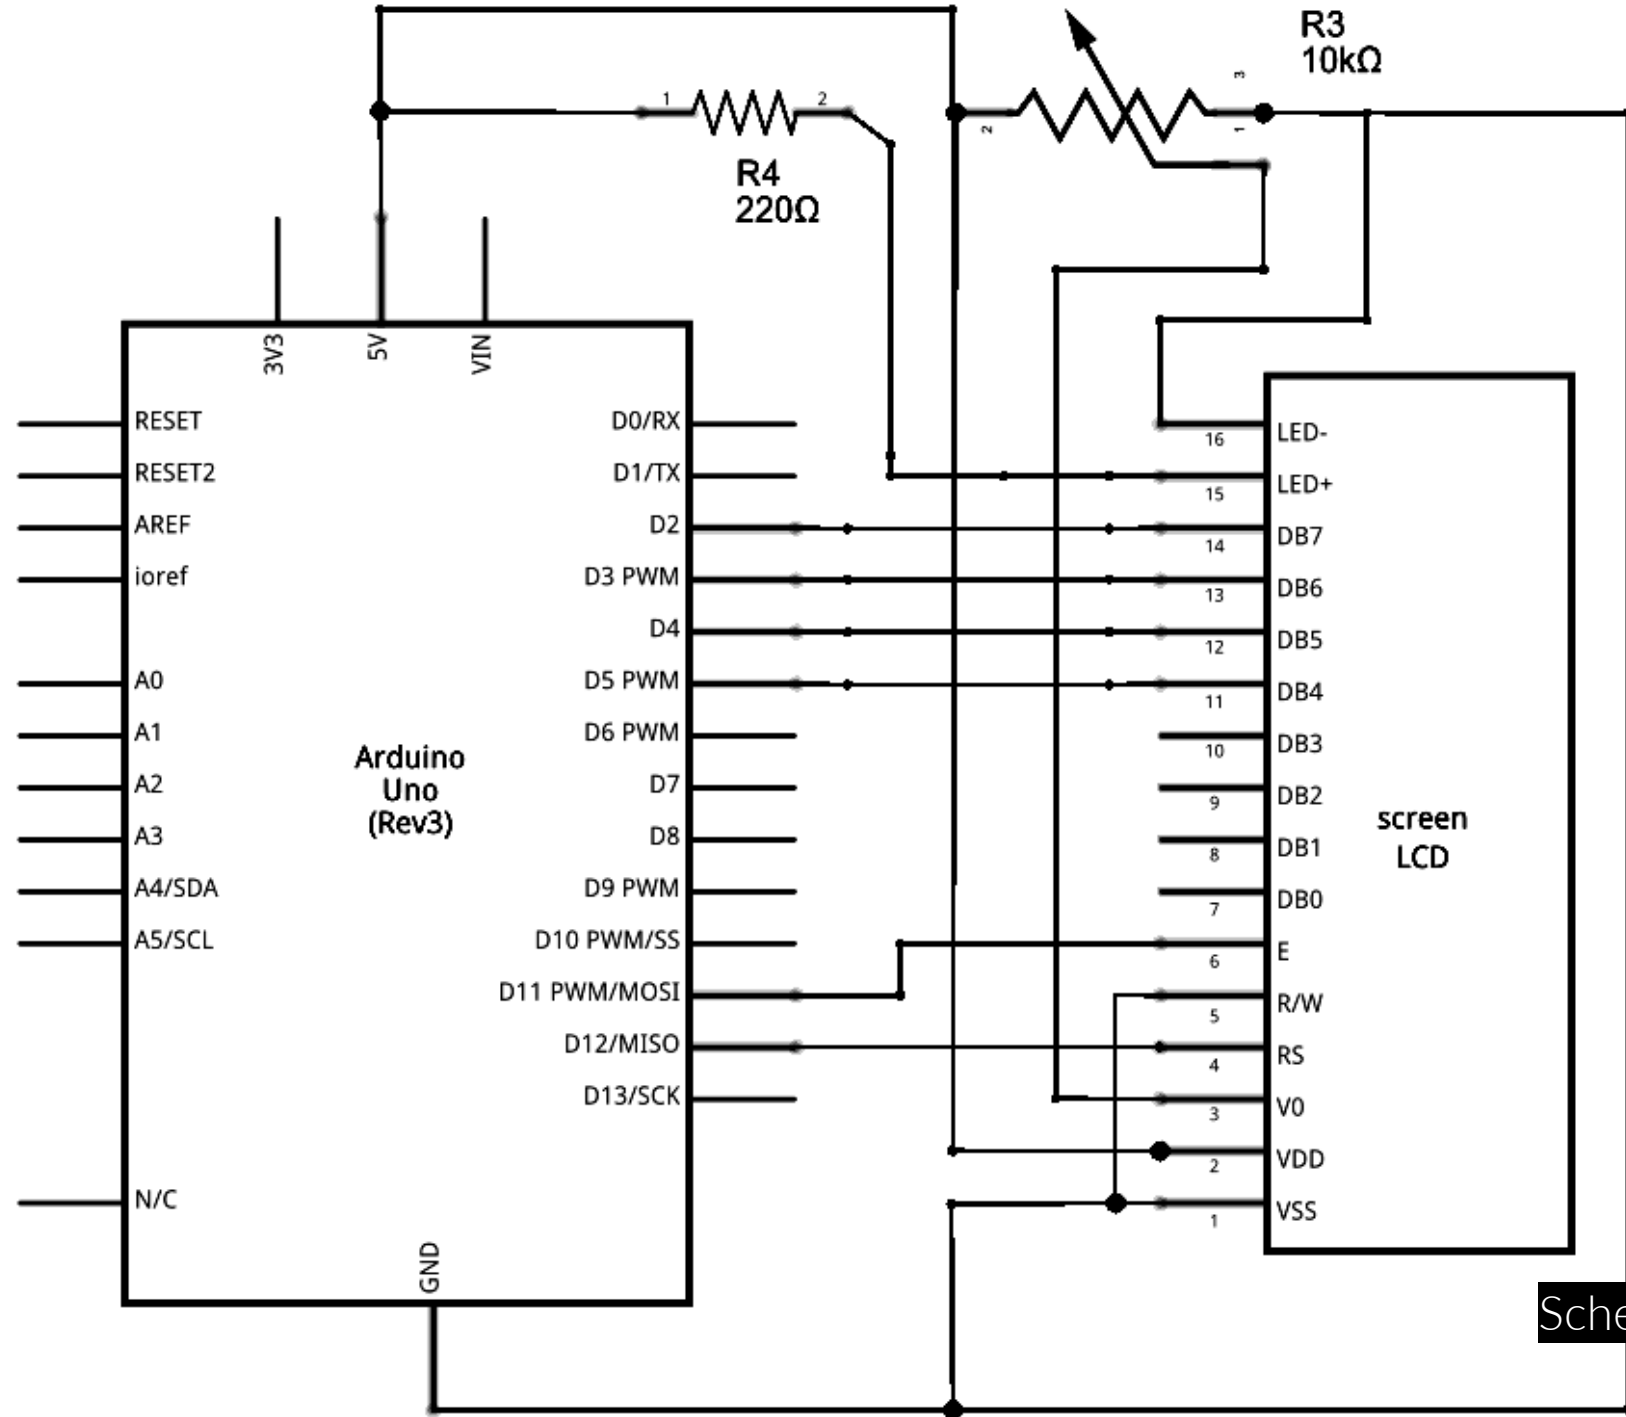 R3
10kΩ
3
1
2
1
2
R4
220Ω
3V3
5V
VIN
RESET
RESET2
AREF
ioref
A0
A1
A2
A3
A4/SDA
A5/SCL
N/C
Arduino
Uno
(Rev3)
GND
D0/RX
D1/TX
D2
D3 PWM
D4
D5 PWM
D6 PWM
D7
D8
D9 PWM
D10 PWM/SS
D11 PWM/MOSI
D12/MISO
D13/SCK
16 LED-
15 LED+
14 DB7
13 DB6
12 DB5
11 DB4
10 DB3
9 DB2
8 DB1
7 DB0
6 E
5 R/W
4 RS
3 V0
2 VDD
1 VSS
screen
LCD
Sche